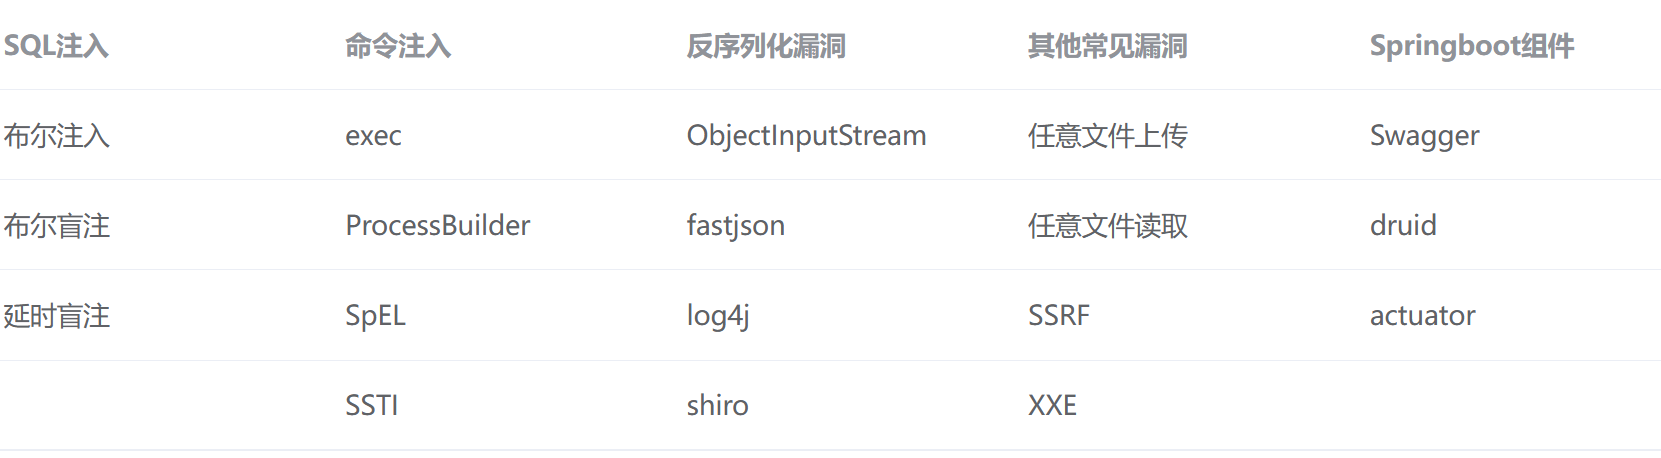 SQL注入 命令注入 反序列化漏洞 其他常见漏洞 Springboot组件
布尔注入 exec ObjectInputStream 任意文件上传 Swagger
布尔盲注 ProcessBuilder fastjson 任意文件读取 druid
延时盲注 SpEL log4j SSRF actuator
SSTI shiro XXE